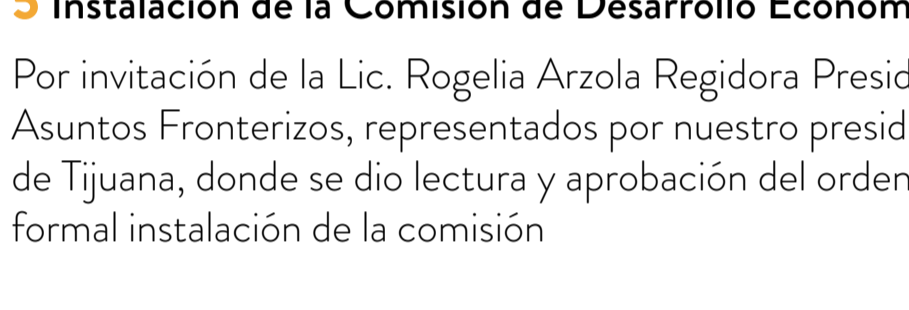 5 Instalación de la Comisión de Desarrollo Econom
Por invitación de la Lic. Rogelia Arzola Regidora Presid
Asuntos Fronterizos, representados por nuestro presid
de Tijuana, donde se dio lectura y aprobación del orden
formal instalación de la comisión